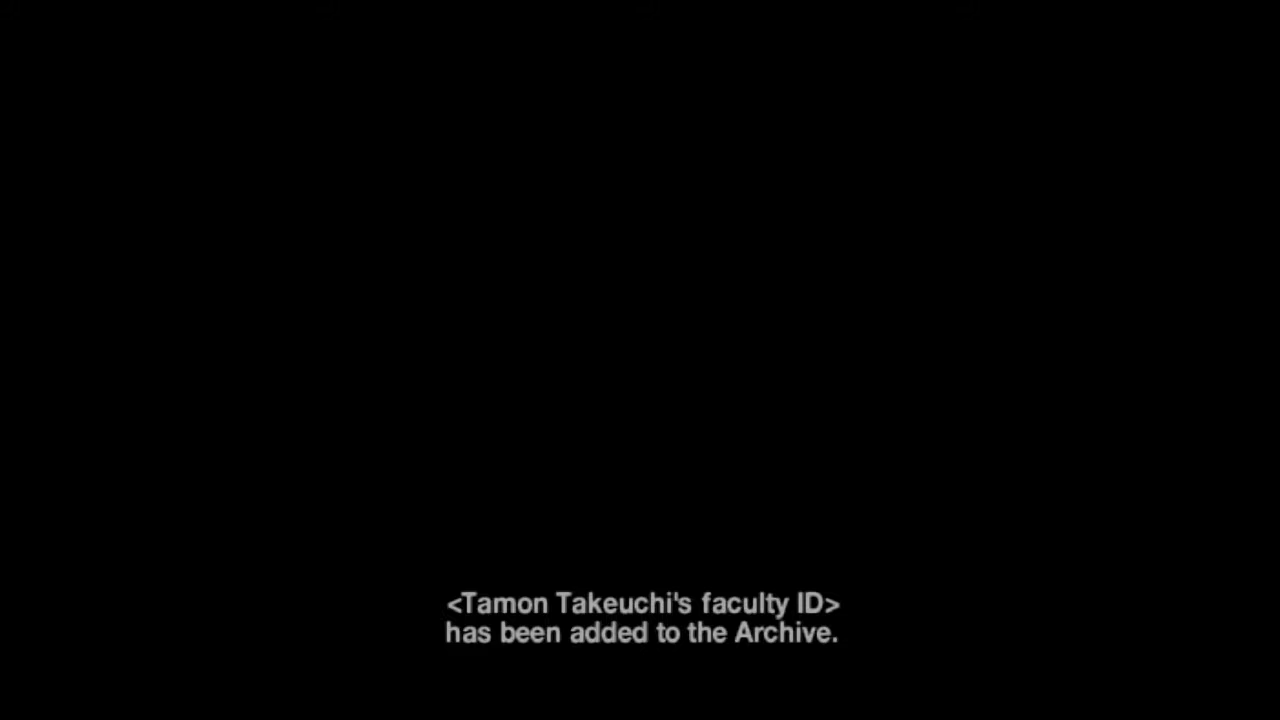 <Tamon Takeuchi's faculty ID>
has been added to the Archive.